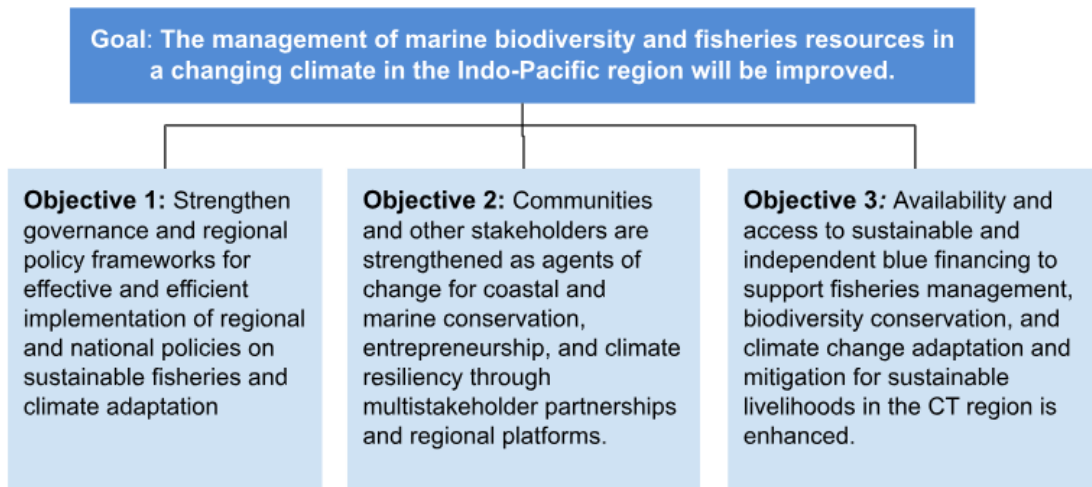 Goal: The management of marine biodiversity and fisheries resources in
a changing climate in the Indo-Pacific region will be improved.
Objective 1: Strengthen
governance and regional
policy frameworks for
effective and efficient
implementation of regional
and national policies on
sustainable fisheries and
climate adaptation
Objective 2: Communities
and other stakeholders are
strengthened as agents of
change for coastal and
marine conservation,
entrepreneurship, and climate
resiliency through
multistakeholder partnerships
and regional platforms.
Objective 3: Availability and
access to sustainable and
independent blue financing to
support fisheries management,
biodiversity conservation, and
climate change adaptation and
mitigation for sustainable
livelihoods in the CT region is
enhanced.